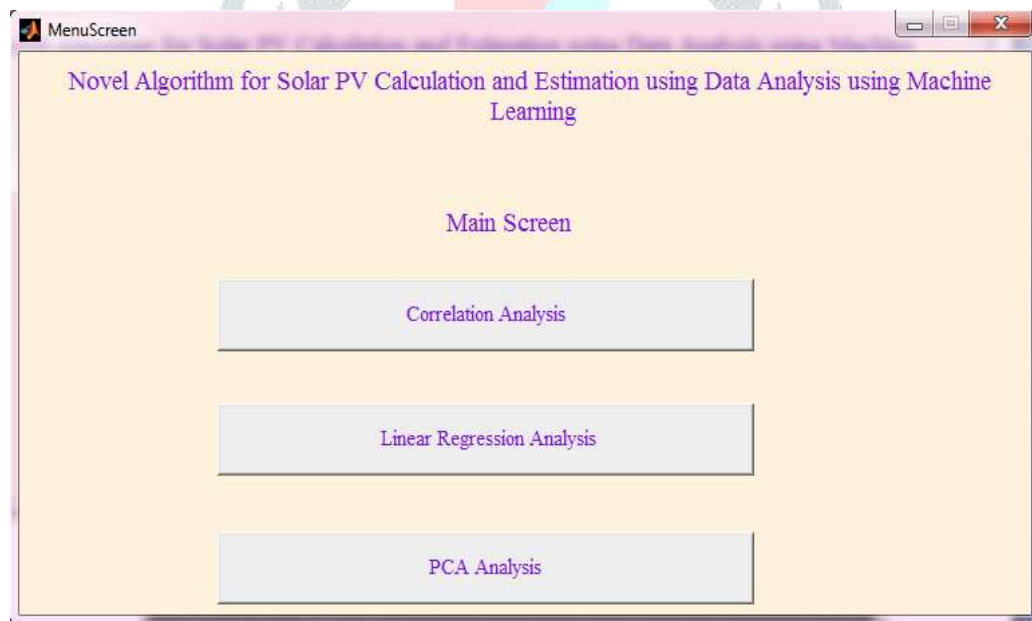 MenuScreen
Novel Algorithm for Solar PV Calculation and Estimation using Data Analysis using Machine
Learning
Main Screen
Correlation Analysis
Linear Regression Analysis
PCA Analysis